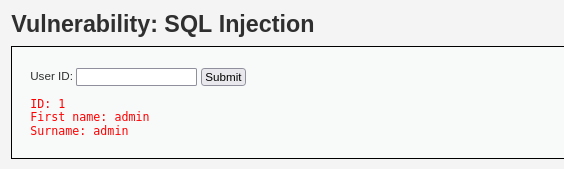 Vulnerability: SQL Injection
User ID: Submit
ID: 1
First name: admin
Surname: admin